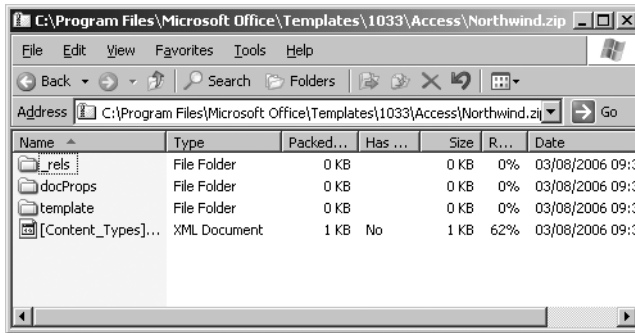 C:\Program Files\Microsoft Office\Templates\1033\Access\Northwind.zip
File Edit View Favorites Tools Help
Back Search Folders
Address C:\Program Files\Microsoft Office\Templates\1033\Access\Northwind.zi Go
Name Type Packed... Has ... Size R... Date
_rels File Folder 0 KB 0 KB 0% 03/08/2006 09:3
docProps File Folder 0 KB 0 KB 0% 03/08/2006 09:3
template File Folder 0 KB 0 KB 0% 03/08/2006 09:3
[Content_Types]... XML Document 1 KB No 1 KB 62% 03/08/2006 09:3